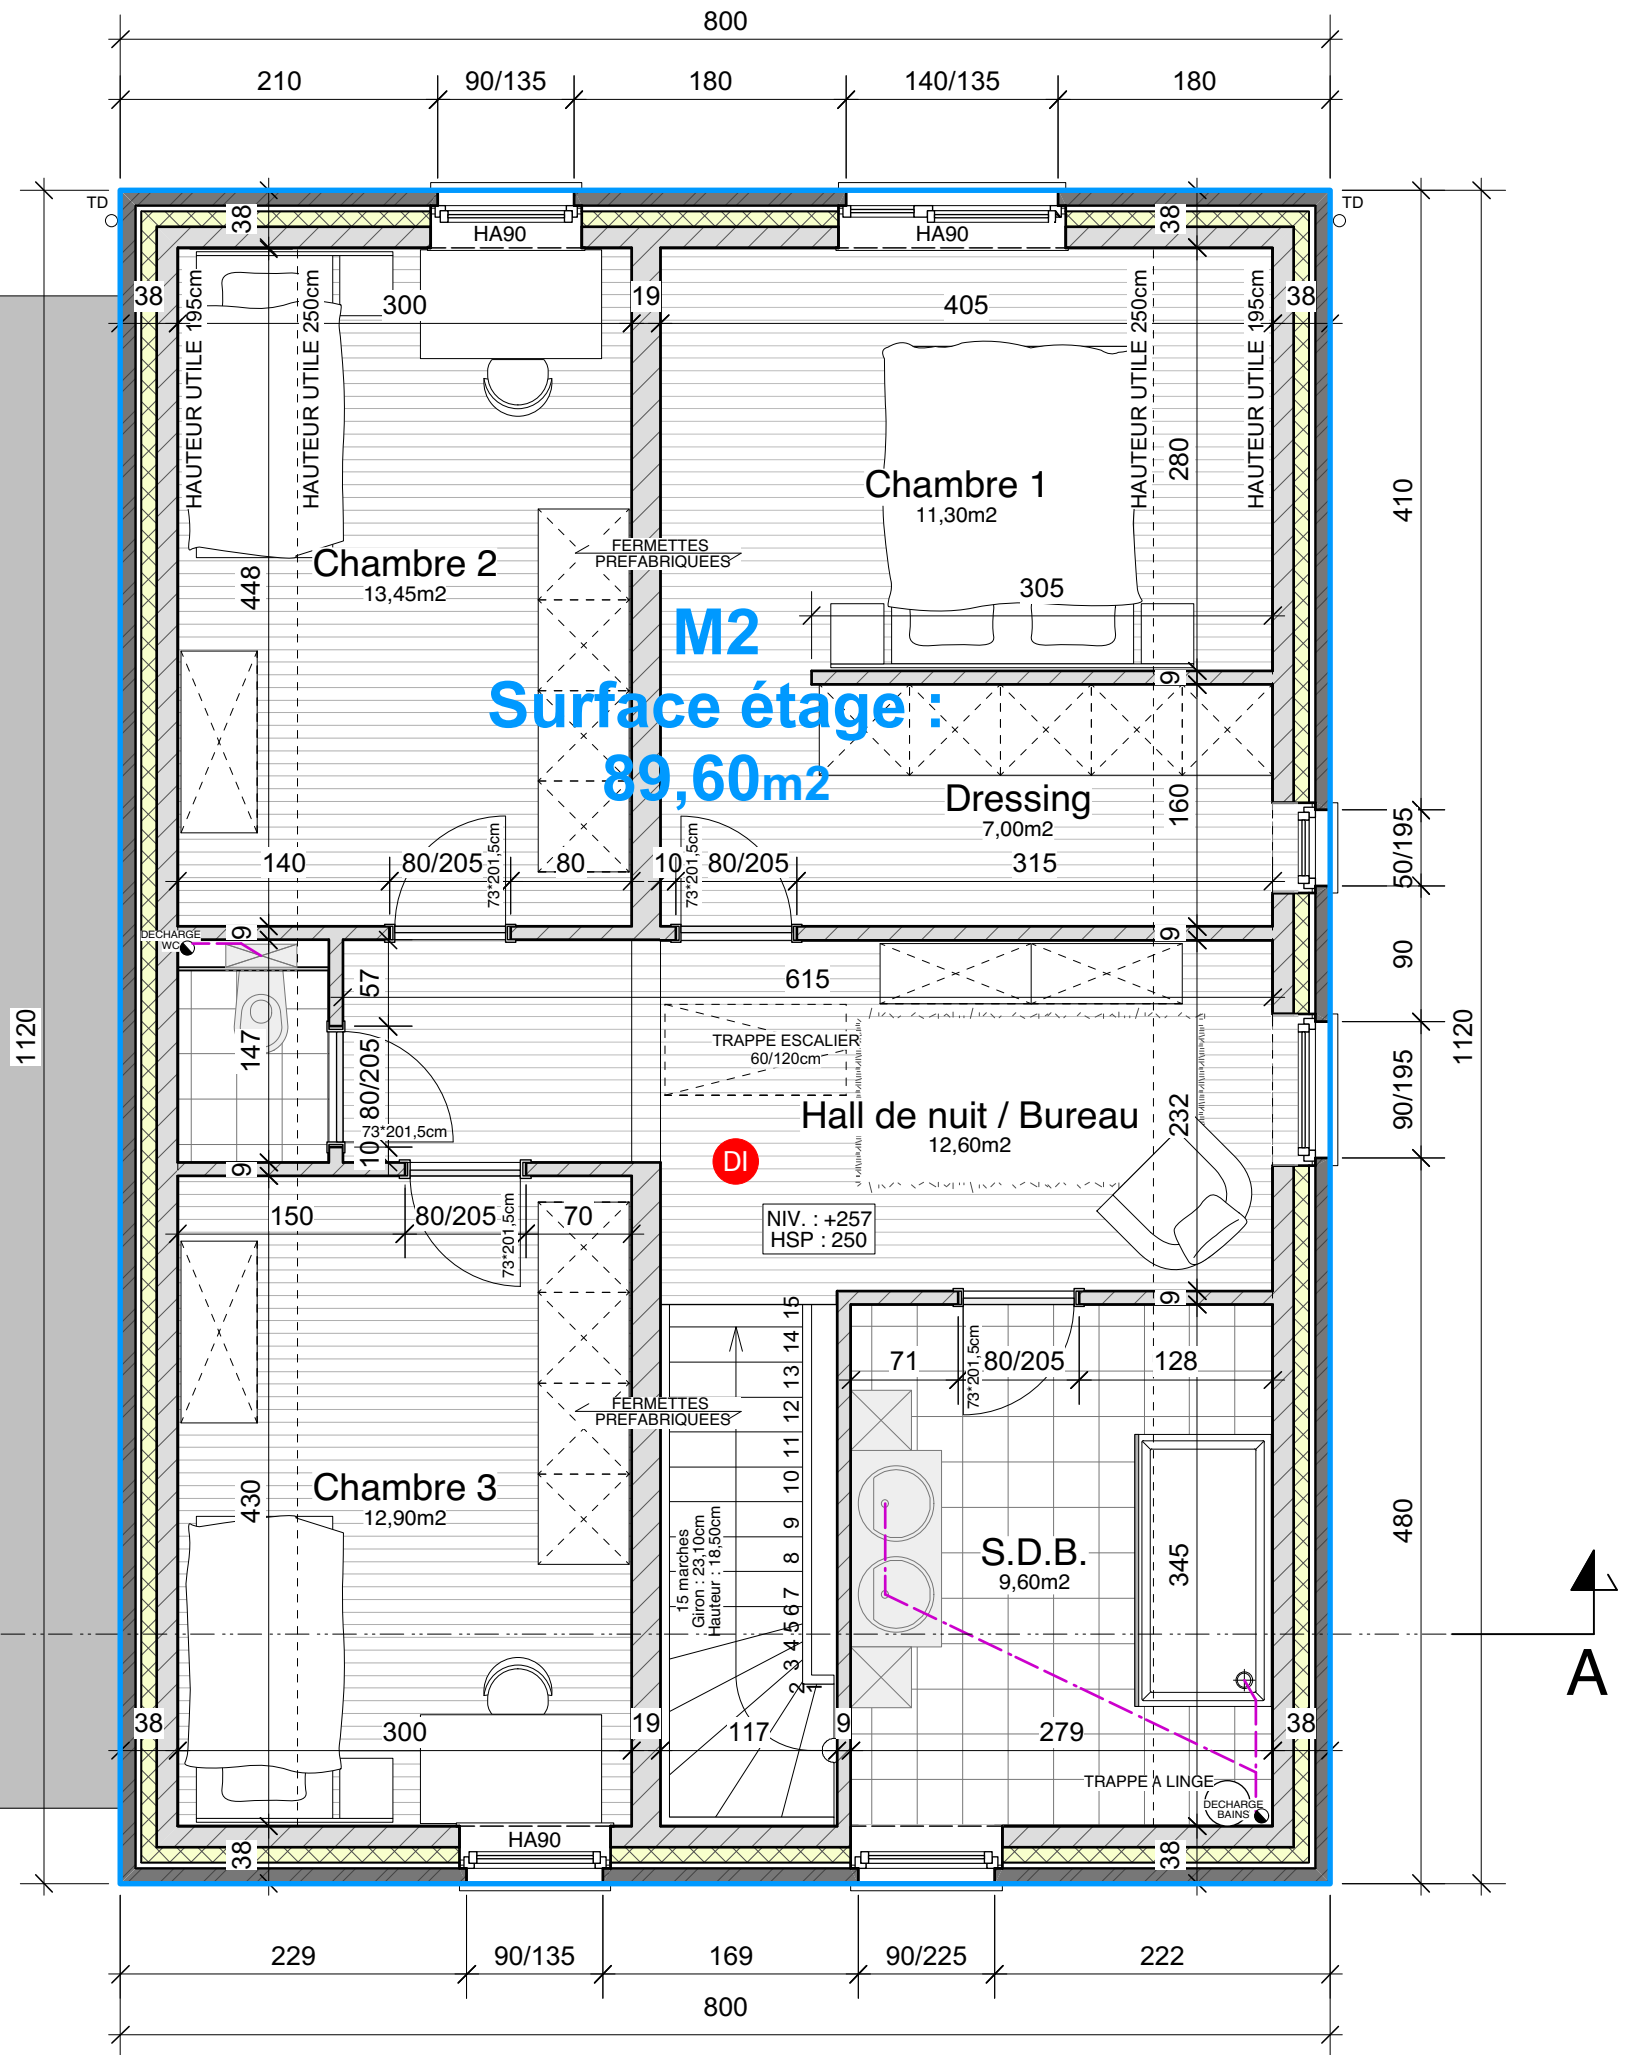 800
210
90/135
180
140/135
180
TD
TD
38
HA90
HA90
38
38
300
19
405
38
HAUTEUR UTILE 195cm
HAUTEUR UTILE 250cm
HAUTEUR UTILE 250cm
HAUTEUR UTILE 195cm
280
410
Chambre 1
11,30m2
FERMETTES
PREFABRIQUEES
Chambre 2
13,45m2
448
305
M2
Surface étage :
89,60m2
9
Dressing
7,00m2
160
50/195
140
80/205
73*201,5cm
80
10
80/205
73*201,5cm
315
DECHARGE
WC
9
9
90
57
615
1120
147
80/205
73*201,5cm
10
TRAPPE ESCALIER
60/120cm
1120
90/195
Hall de nuit / Bureau
12,60m2
232
9
DI
150
80/205
73*201,5cm
70
NIV. : +257
HSP : 250
9
15
14
13
12
11
10
9
8
7
6
5
4
3
2
1
71
80/205
73*201,5cm
128
FERMETTES
PREFABRIQUEES
Chambre 3
12,90m2
430
15 marches
Giron : 23,10cm
Hauteur : 18,50cm
S.D.B.
9,60m2
345
480
A
38
300
19
117
9
279
38
TRAPPE A LINGE
DECHARGE
BAINS
38
HA90
38
229
90/135
169
90/225
222
800